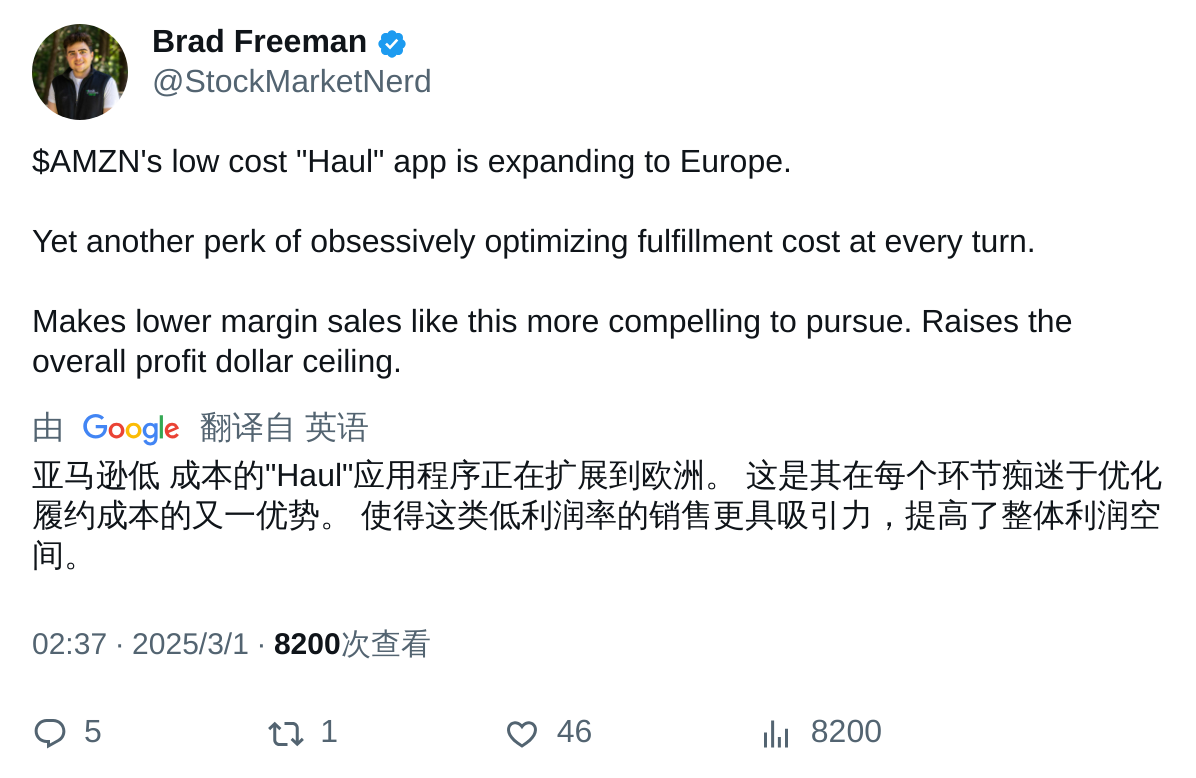 Brad Freeman
@StockMarketNerd
$AMZN's low cost "Haul" app is expanding to Europe.
Yet another perk of obsessively optimizing fulfillment cost at every turn.
Makes lower margin sales like this more compelling to pursue. Raises the
overall profit dollar ceiling.
由 Google 翻译自 英语
亚马逊低 成本的"Haul"应用程序正在扩展到欧洲。 这是其在每个环节痴迷于优化
履约成本的又一优势。 使得这类低利润率的销售更具吸引力，提高了整体利润空
间。
02:37 · 2025/3/1 · 8200次查看
5 1 46 8200